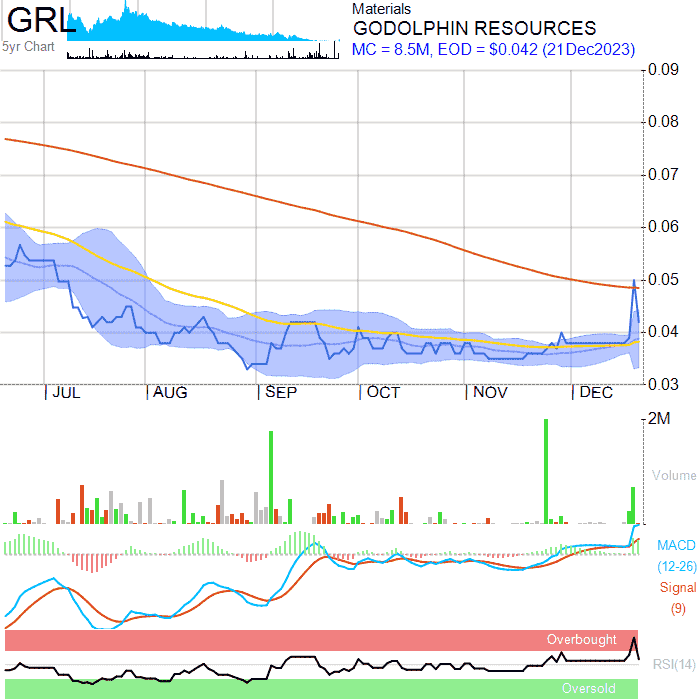 GRL
5yr Chart
Materials
GODOLPHIN RESOURCES
MC = 8.5M, EOD = $0.042 (21Dec2023)
0.09
0.08
0.07
0.06
0.05
0.04
0.03
JUL AUG SEP OCT NOV DEC
2M
Volume
MACD
(12-26)
Signal
(9)
Overbought
RSI(14)
Oversold